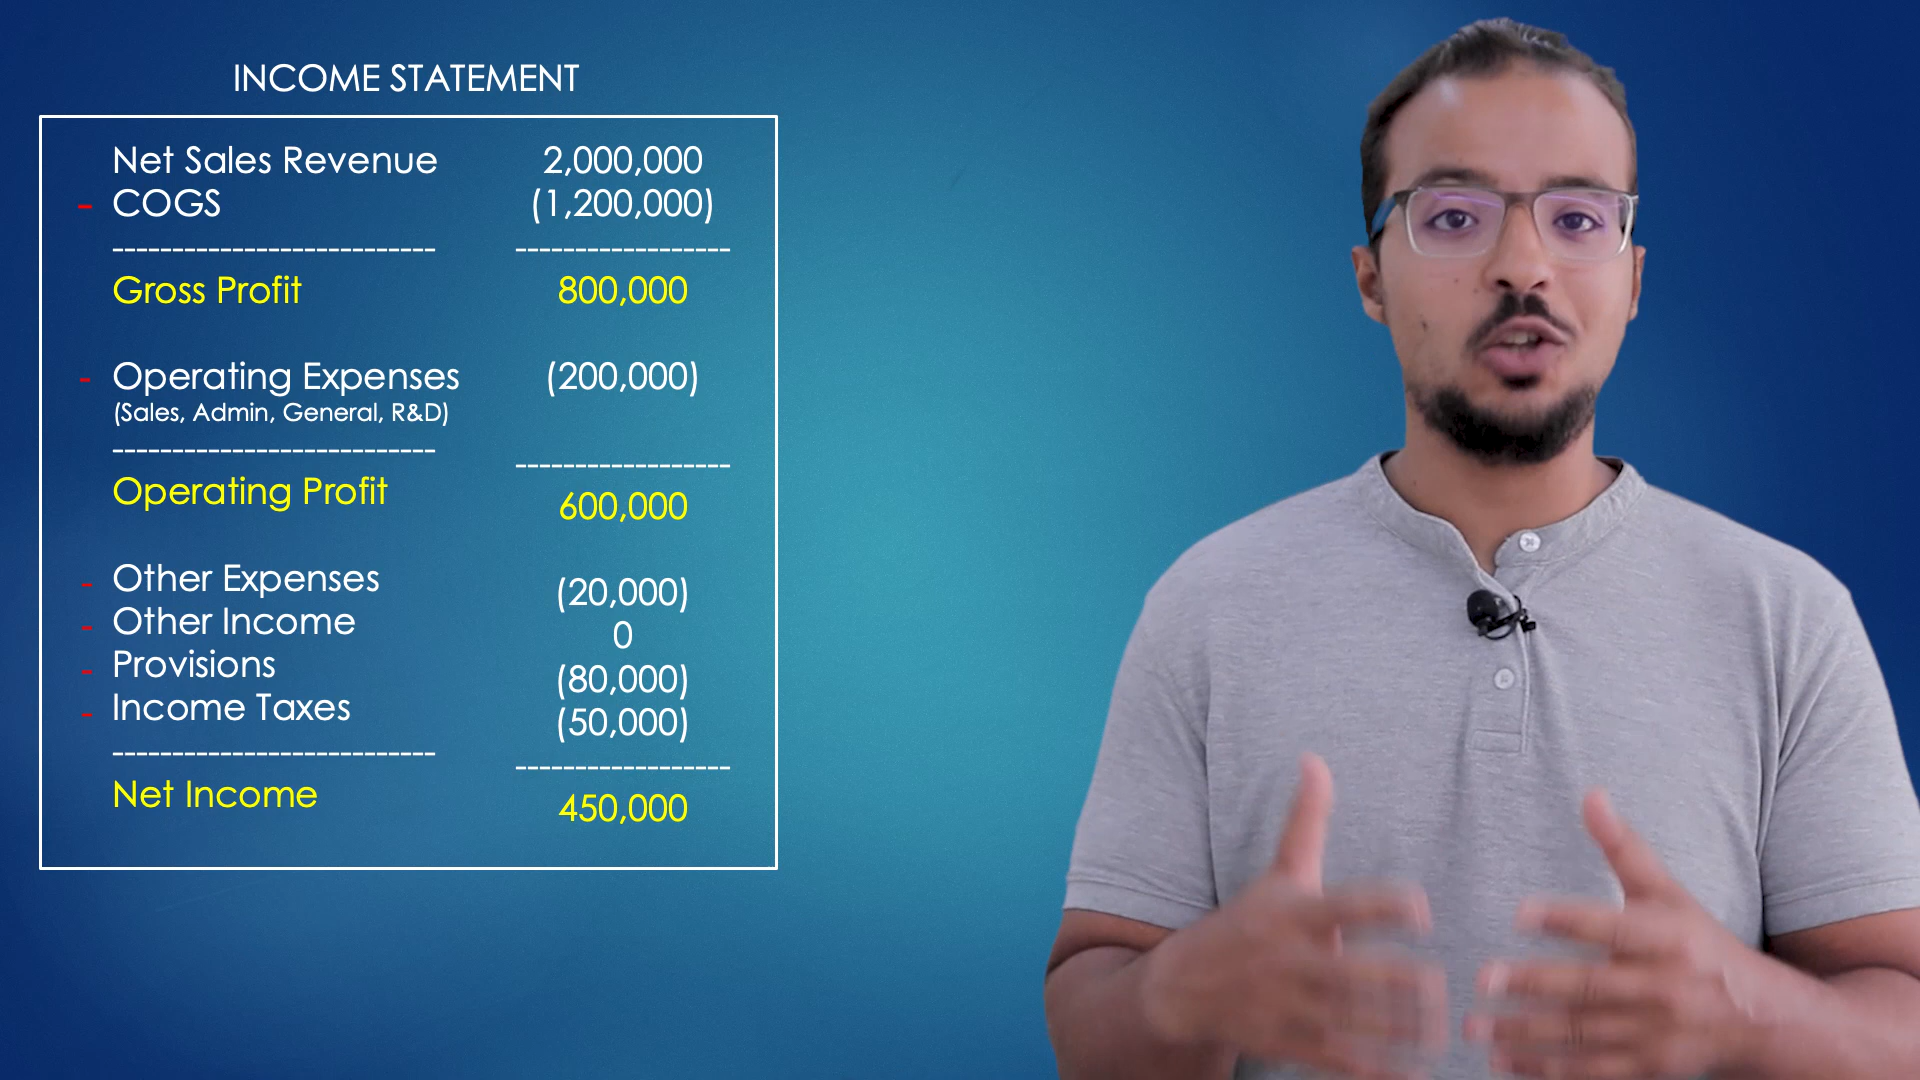 INCOME STATEMENT
Net Sales Revenue 2,000,000
- COGS (1,200,000)
--------------------------- ------------------
Gross Profit 800,000
- Operating Expenses (200,000)
(Sales, Admin, General, R&D)
--------------------------- ------------------
Operating Profit 600,000
- Other Expenses (20,000)
- Other Income 0
- Provisions (80,000)
- Income Taxes (50,000)
--------------------------- ------------------
Net Income 450,000